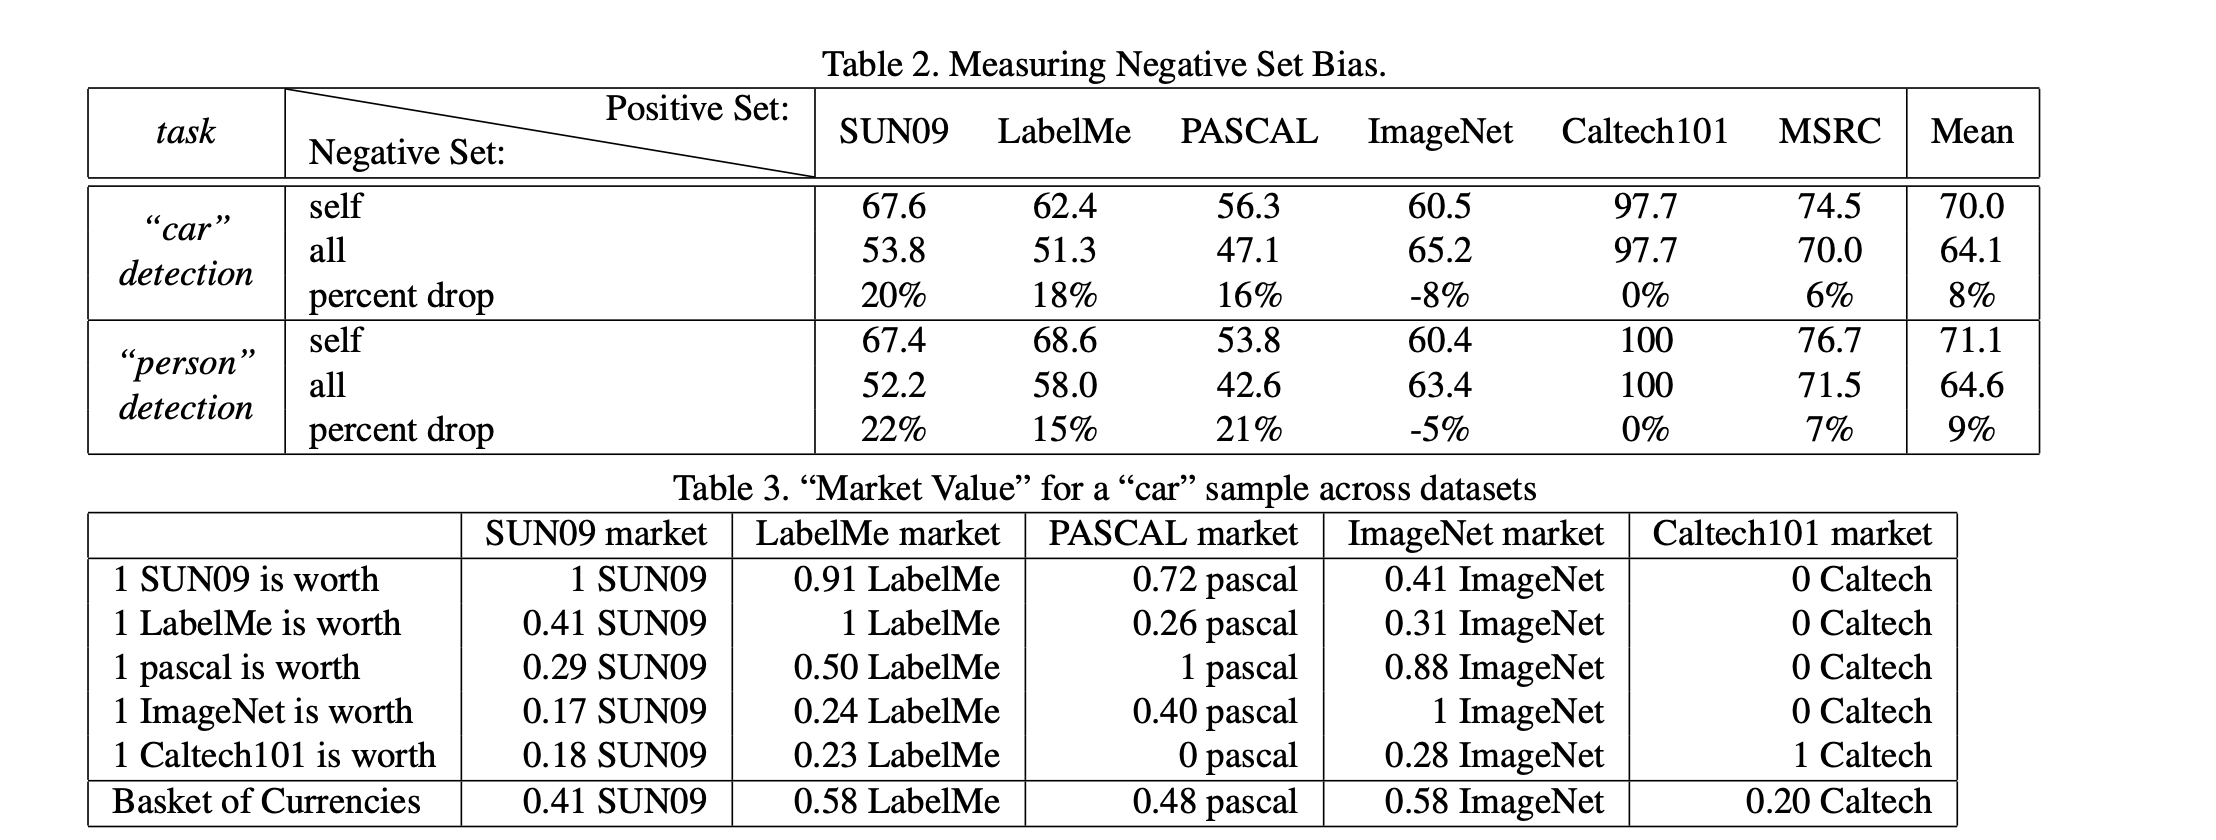 Table 2. Measuring Negative Set Bias.
task Positive Set: Negative Set: SUN09 LabelMe PASCAL ImageNet Caltech101 MSRC Mean
"car" detection
self 67.6 62.4 56.3 60.5 97.7 74.5 70.0
all 53.8 51.3 47.1 65.2 97.7 70.0 64.1
percent drop 20% 18% 16% -8% 0% 6% 8%
"person" detection
self 67.4 68.6 53.8 60.4 100 76.7 71.1
all 52.2 58.0 42.6 63.4 100 71.5 64.6
percent drop 22% 15% 21% -5% 0% 7% 9%
Table 3. "Market Value" for a "car" sample across datasets
SUN09 market LabelMe market PASCAL market ImageNet market Caltech101 market
1 SUN09 is worth 1 SUN09 0.91 LabelMe 0.72 pascal 0.41 ImageNet 0 Caltech
1 LabelMe is worth 0.41 SUN09 1 LabelMe 0.26 pascal 0.31 ImageNet 0 Caltech
1 pascal is worth 0.29 SUN09 0.50 LabelMe 1 pascal 0.88 ImageNet 0 Caltech
1 ImageNet is worth 0.17 SUN09 0.24 LabelMe 0.40 pascal 1 ImageNet 0 Caltech
1 Caltech101 is worth 0.18 SUN09 0.23 LabelMe 0 pascal 0.28 ImageNet 1 Caltech
Basket of Currencies 0.41 SUN09 0.58 LabelMe 0.48 pascal 0.58 ImageNet 0.20 Caltech